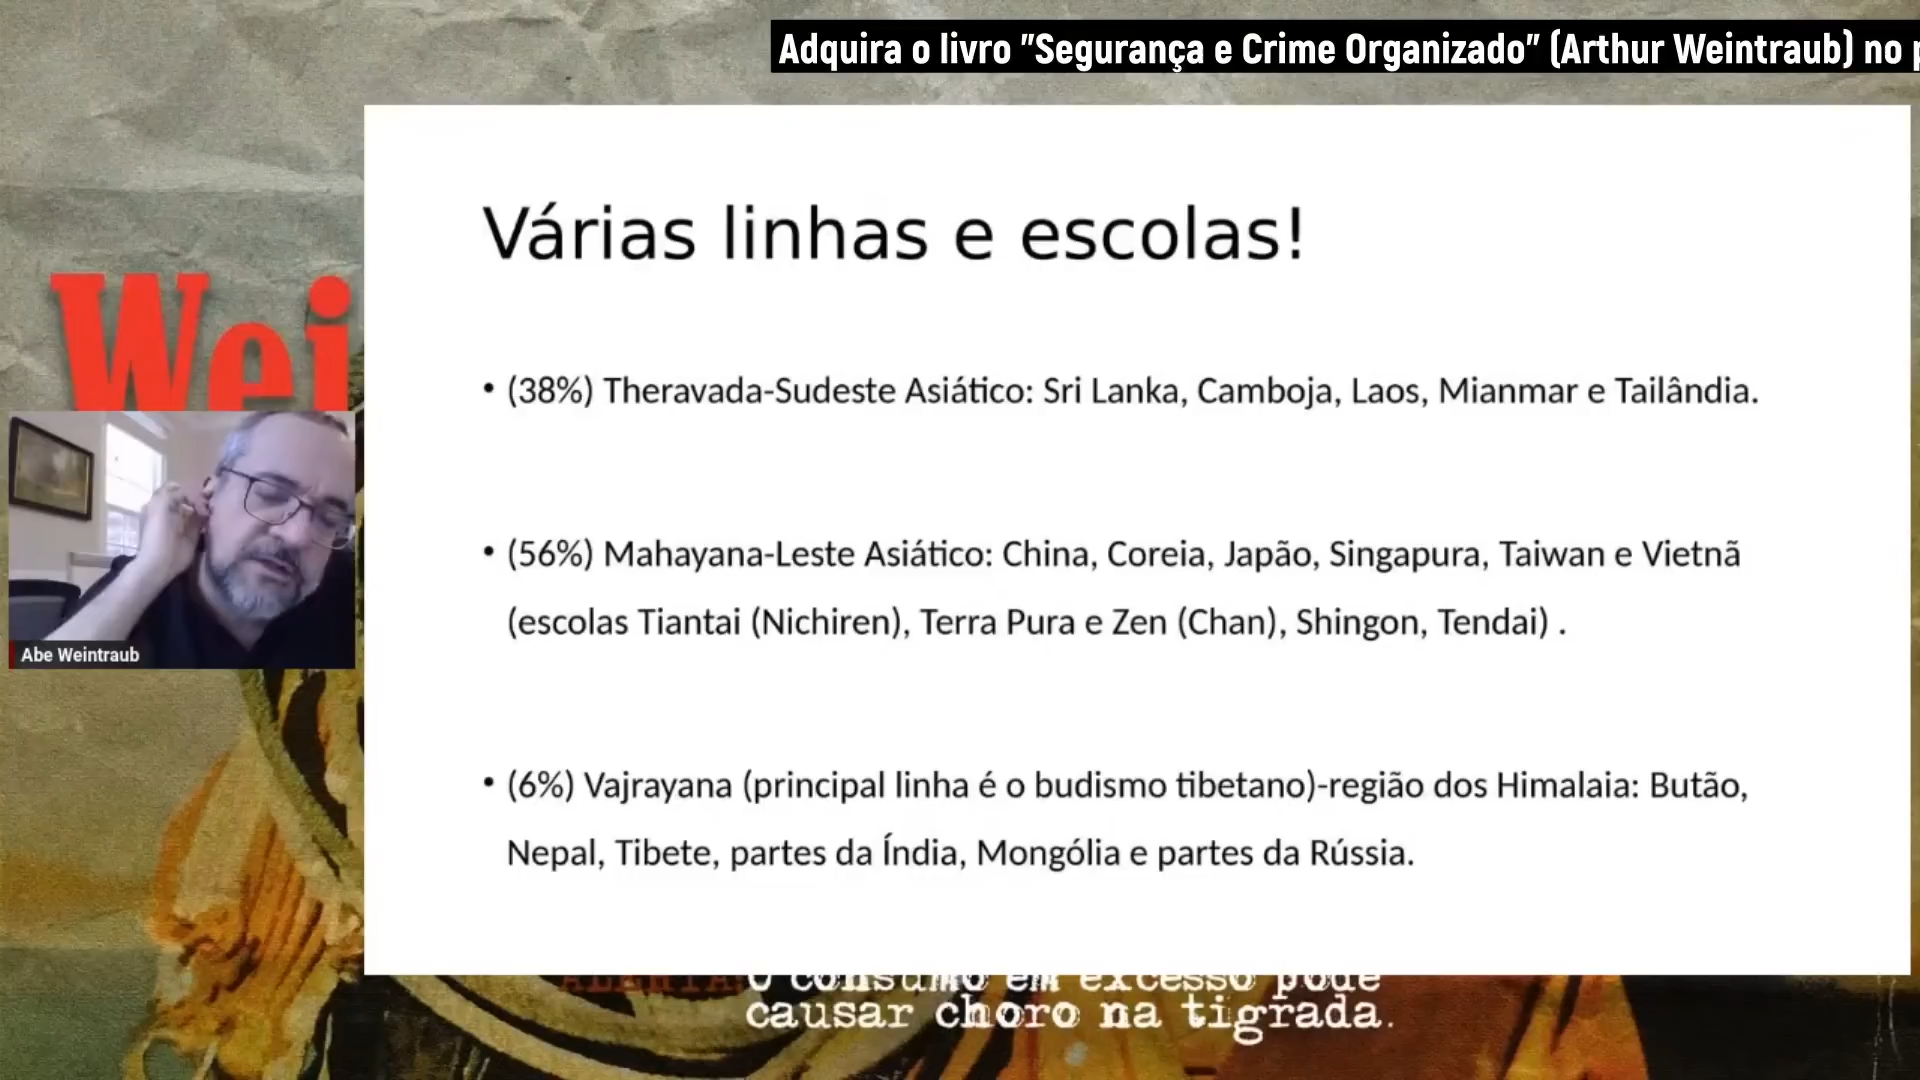 Adquira o livro "Segurança e Crime Organizado" (Arthur Weintraub) no
Várias linhas e escolas!
• (38%) Theravada-Sudeste Asiático: Sri Lanka, Camboja, Laos, Mianmar e Tailândia.
Wei
• (56%) Mahayana-Leste Asiático: China, Coreia, Japão, Singapura, Taiwan e Vietnã
(escolas Tiantai (Nichiren), Terra Pura e Zen (Chan), Shingon, Tendai) .
Abe Weintraub
• (6%) Vajrayana (principal linha é o budismo tibetano)-região dos Himalaia: Butão,
Nepal, Tibete, partes da Índia, Mongólia e partes da Rússia.
O consumo em excesso pode
causar choro na tigrada.